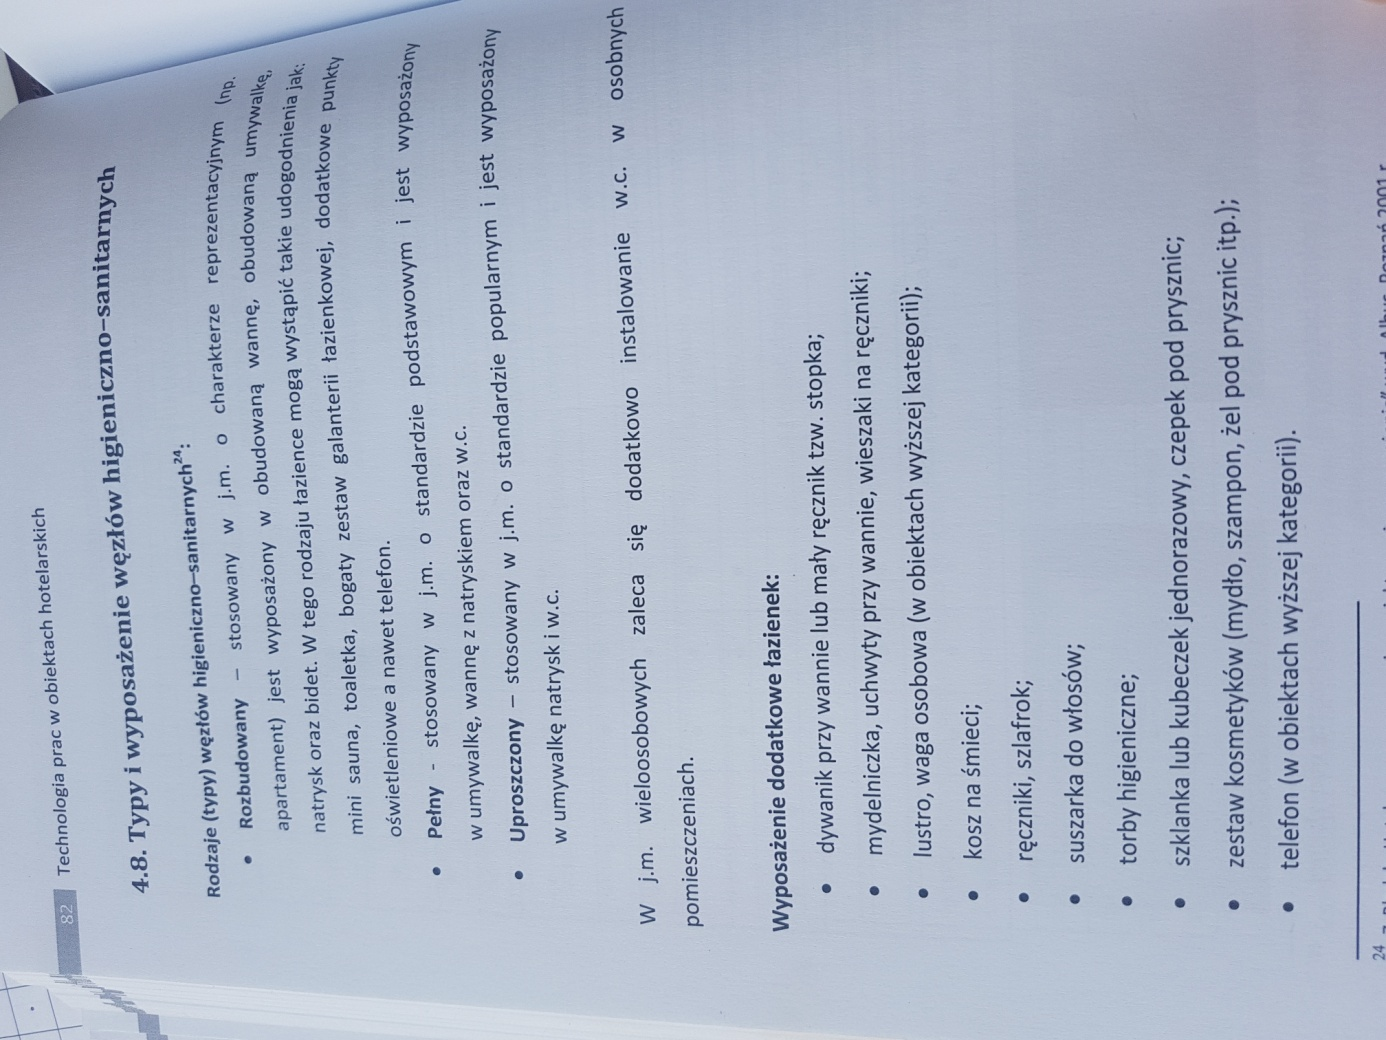 82 Technologia prac w obiektach hotelarskich
4.8. Typy i wyposażenie węzłów higieniczno–sanitarnych
Rodzaje (typy) węzłów higieniczno–sanitarnych²⁴:
• Rozbudowany – stosowany w j.m. o charakterze reprezentacyjnym (np.
apartament) jest wyposażony w obudowaną wannę, obudowaną umywalkę,
natrysk oraz bidet. W tego rodzaju łazience mogą wystąpić takie udogodnienia jak:
mini sauna, toaletka, bogaty zestaw galanterii łazienkowej, dodatkowe punkty
oświetleniowe a nawet telefon.
• Pełny - stosowany w j.m. o standardzie podstawowym i jest wyposażony
w umywalkę, wannę z natryskiem oraz w.c.
• Uproszczony – stosowany w j.m. o standardzie popularnym i jest wyposażony
w umywalkę natrysk i w.c.
W j.m. wieloosobowych zaleca się dodatkowo instalowanie w.c. w osobnych
pomieszczeniach.
Wyposażenie dodatkowe łazienek:
• dywanik przy wannie lub mały ręcznik tzw. stopka;
• mydelniczka, uchwyty przy wannie, wieszaki na ręczniki;
• lustro, waga osobowa (w obiektach wyższej kategorii);
• kosz na śmieci;
• ręczniki, szlafrok;
• suszarka do włosów;
• torby higieniczne;
• szklanka lub kubeczek jednorazowy, czepek pod prysznic;
• zestaw kosmetyków (mydło, szampon, żel pod prysznic itp.);
• telefon (w obiektach wyższej kategorii).
24 Albus, Poznań 2001 r.